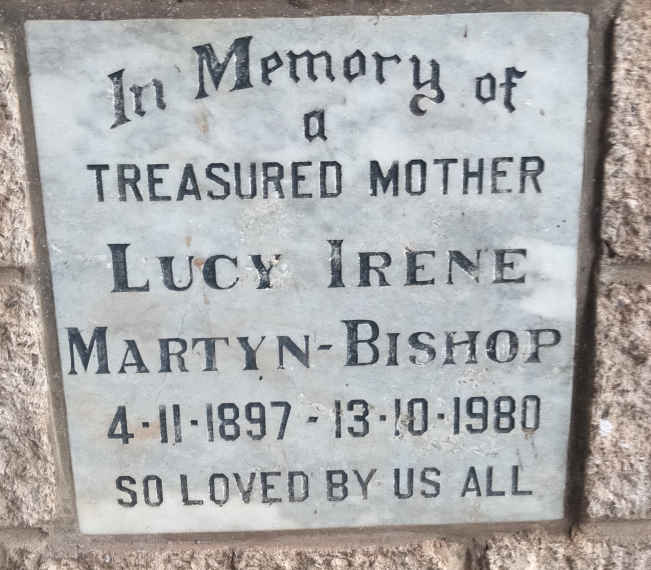 In Memory of
a
TREASURED MOTHER
LUCY IRENE
MARTYN-BISHOP
4·11·1897 - 13·10·1980
SO LOVED BY US ALL